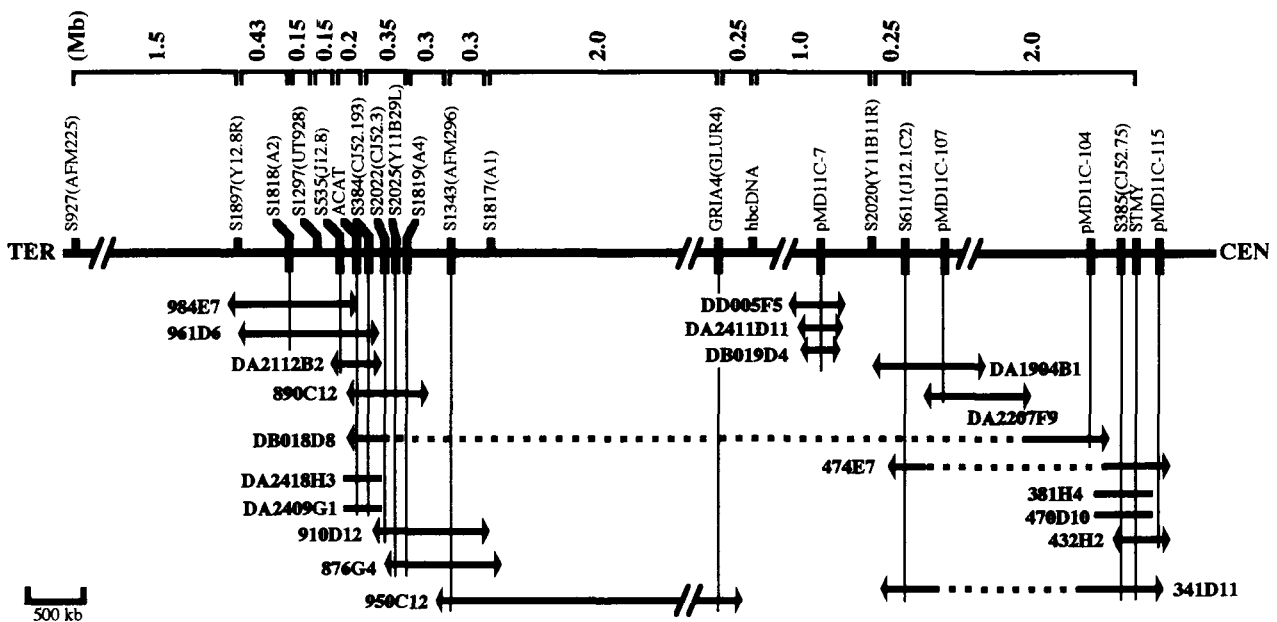 (Mb)
1.5
0.43
0.15
0.15
0.2
0.35
0.3
0.3
2.0
0.25
1.0
0.25
2.0
S927(AFM225)
S1897(Y12.8R)
S1818(A2)
S1297(UT928)
S535(J12.8)
ACAT
S384(CJ52.193)
S2022(CJ52.3)
S2025(Y11B29L)
S1819(A4)
S1343(AFM296)
S1817(A1)
GRIA4(GLUR4)
hbcDNA
pMD11C-7
S2020(Y11B11R)
S611(J12.1C2)
pMD11C-107
pMD11C-104
S385(CJ52.75)
STMY
pMD11C-115
TER
CEN
984E7
DD005F5
961D6
DA2411D11
DB019D4
DA2112B2
DA1904B1
890C12
DA2207F9
DB018D8
474E7
DA2418H3
381H4
DA2409G1
470D10
910D12
432H2
876G4
341D11
950C12
500 kb